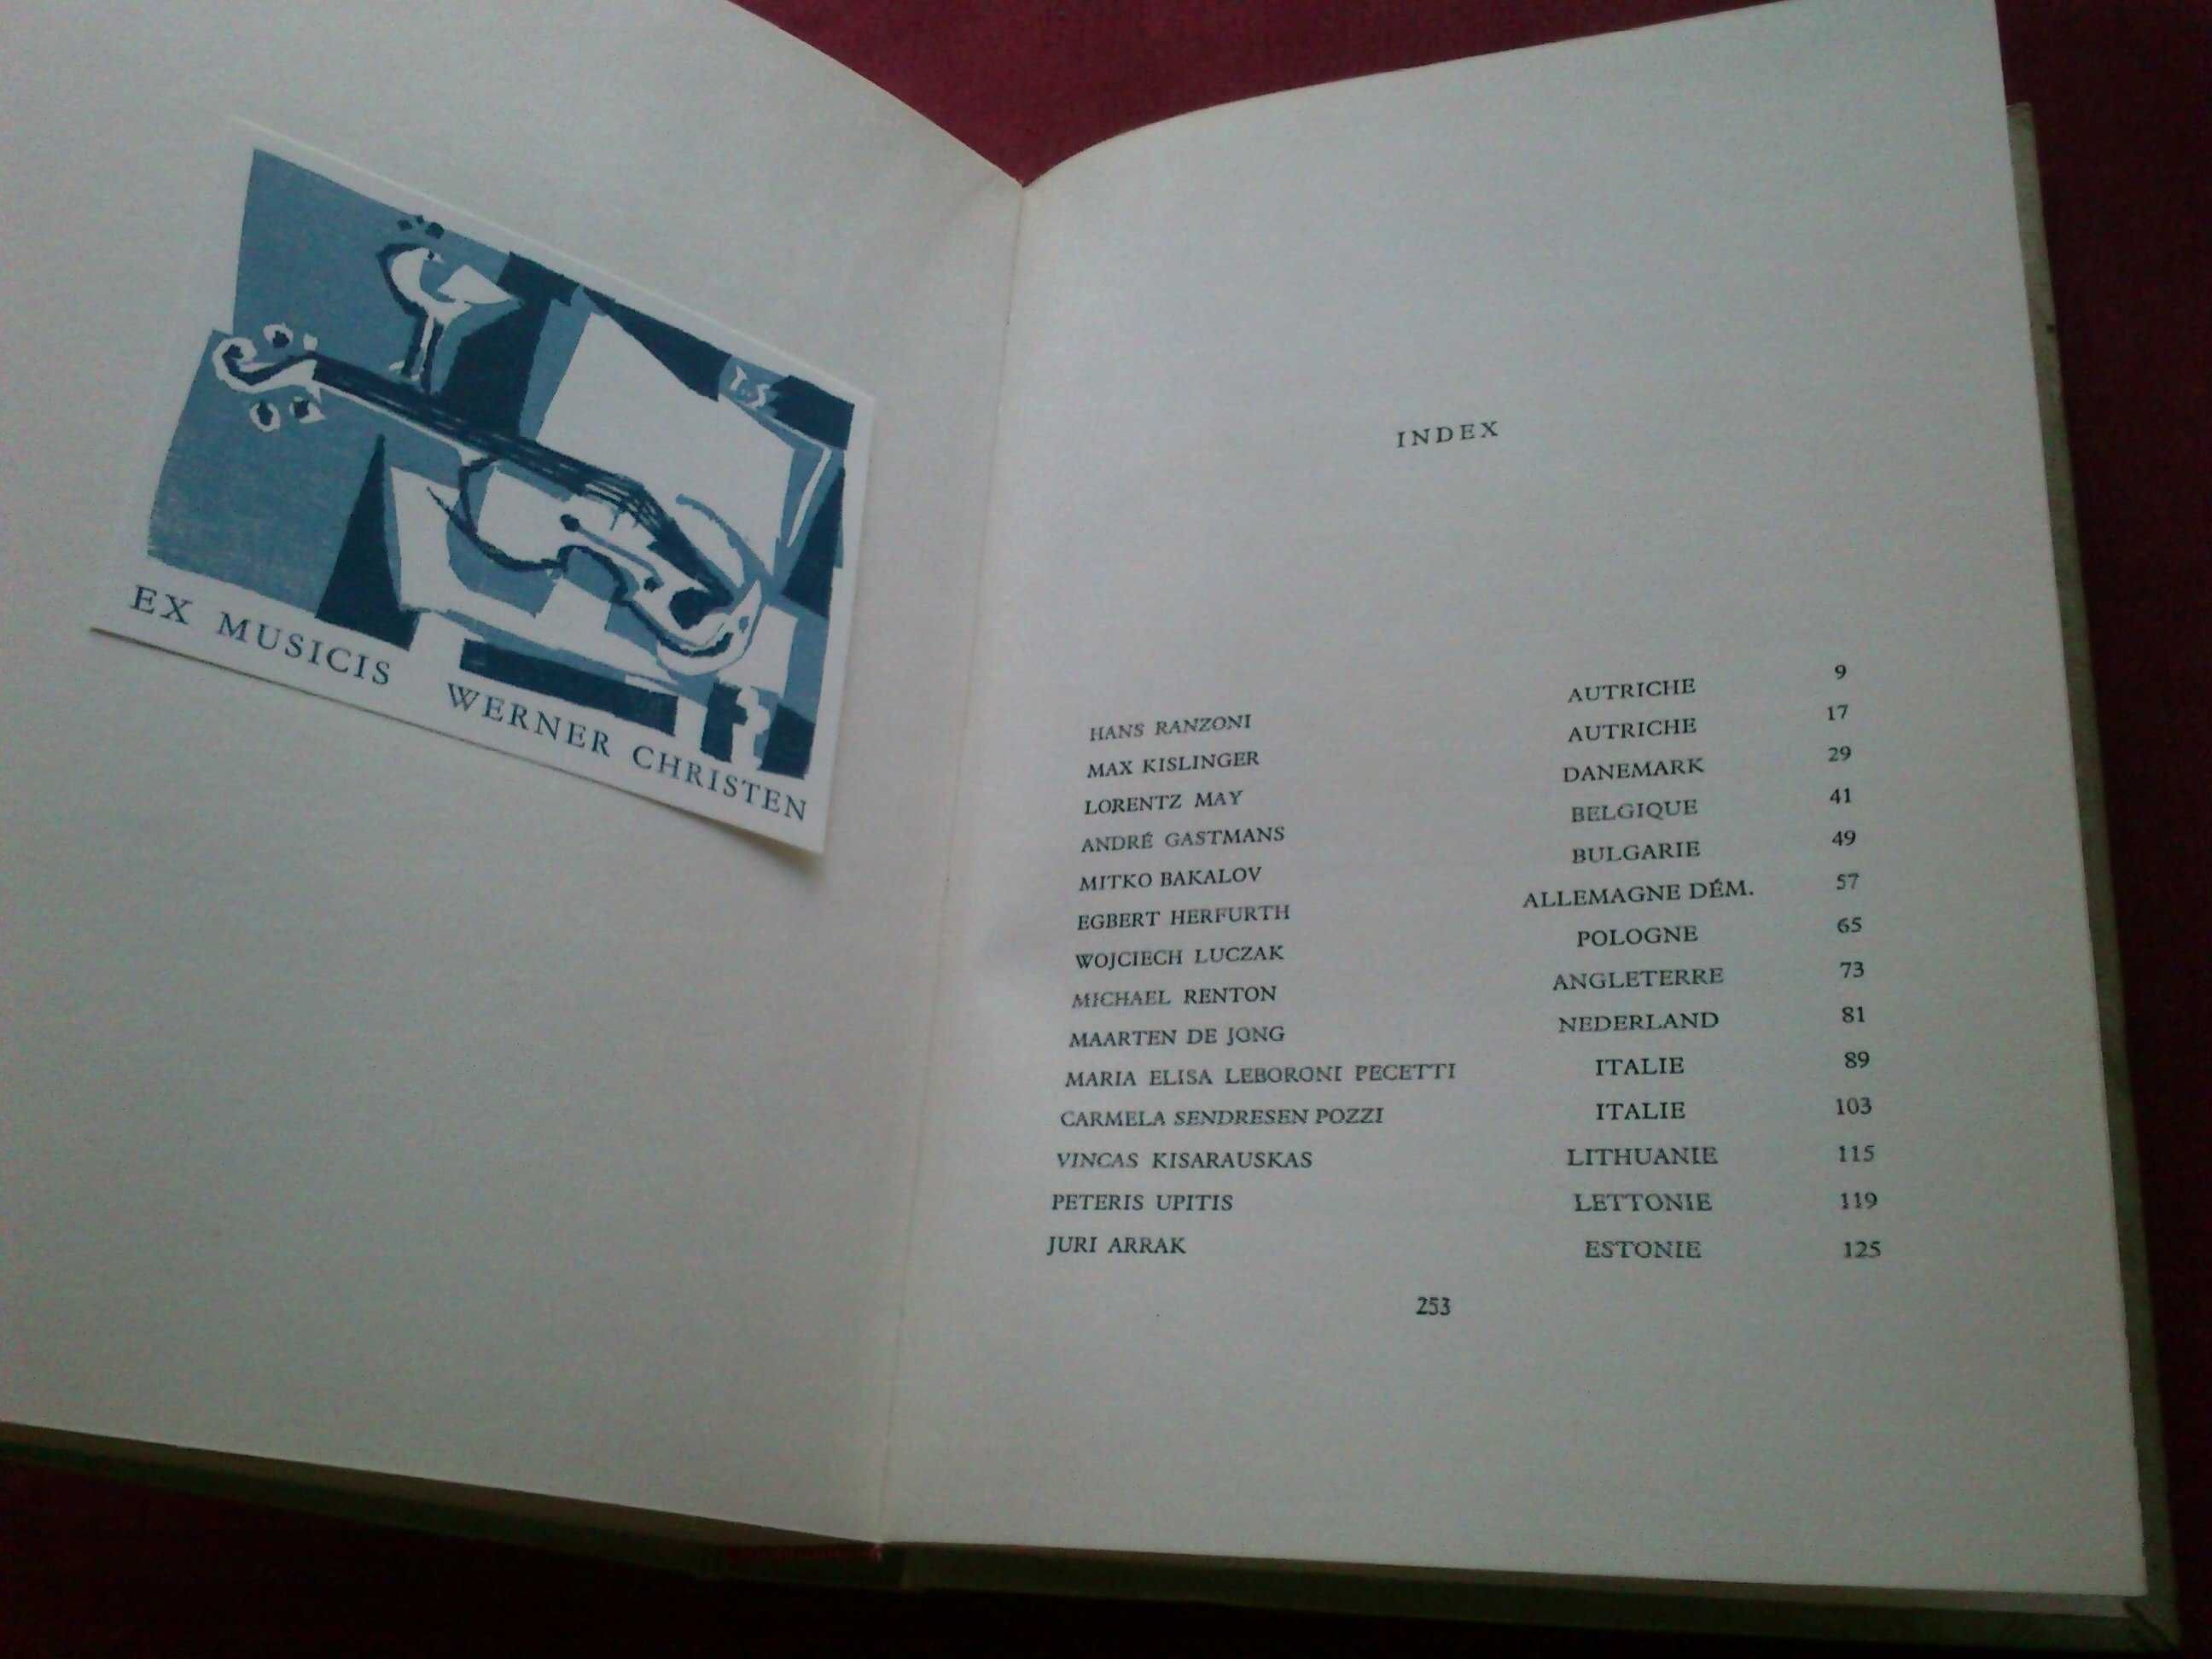 I.S
EX MUSICIS WERNER CHRISTEN
INDEX
HANS RANZONI AUTRICHE 9
MAX KISLINGER AUTRICHE 17
LORENTZ MAY DANEMARK 29
ANDRÉ GASTMANS BELGIQUE 41
MITKO BAKALOV BULGARIE 49
EGBERT HERFURTH ALLEMAGNE DÉM. 57
WOJCIECH LUCZAK POLOGNE 65
MICHAEL RENTON ANGLETERRE 73
MAARTEN DE JONG NEDERLAND 81
MARIA ELISA LEBORONI PECETTI ITALIE 89
CARMELA SENDRESEN POZZI ITALIE 103
VINCAS KISARAUSKAS LITHUANIE 115
PETERIS UPITIS LETTONIE 119
JURI ARRAK ESTONIE 125
253